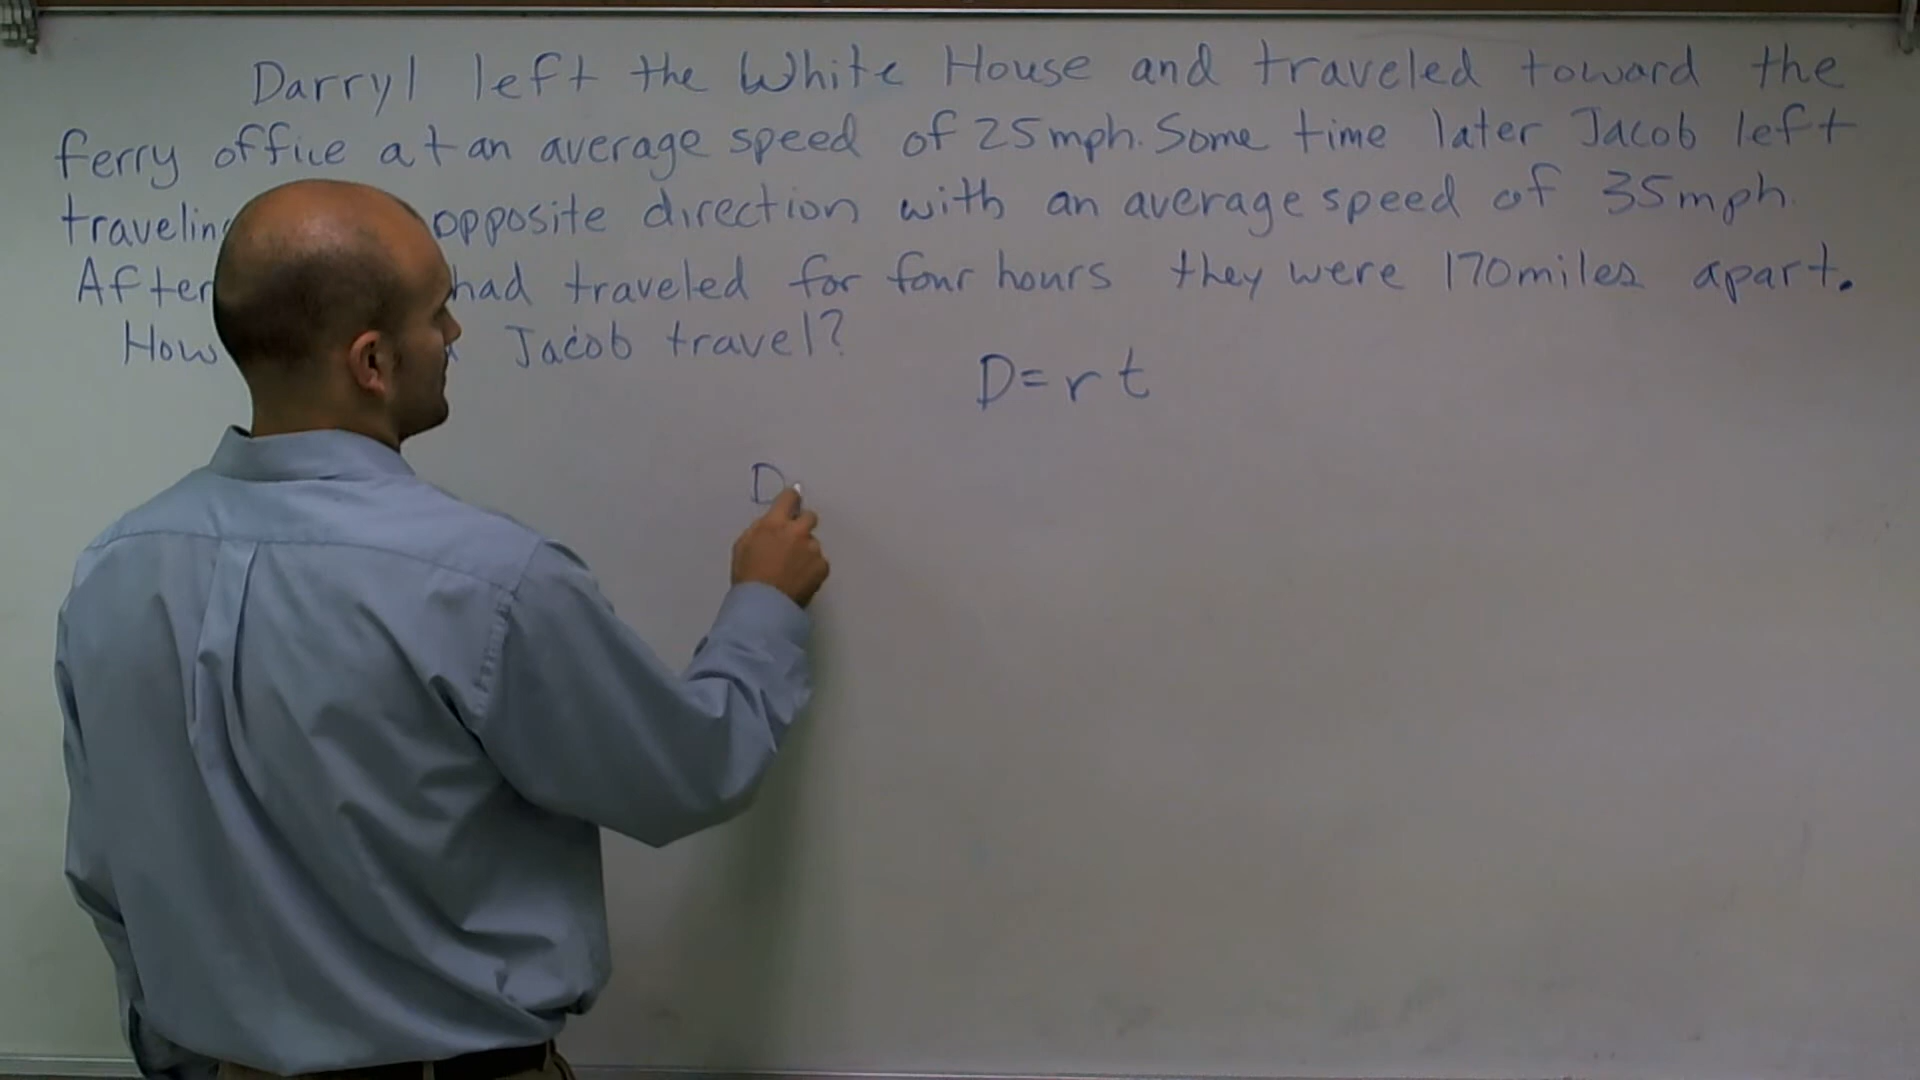 Darryl left the White House and traveled toward the
ferry office at an average speed of 25mph. Some time later Jacob left
traveling opposite direction with an average speed of 35mph.
After had traveled for four hours they were 170miles apart.
How Jacob travel?
D=rt
D